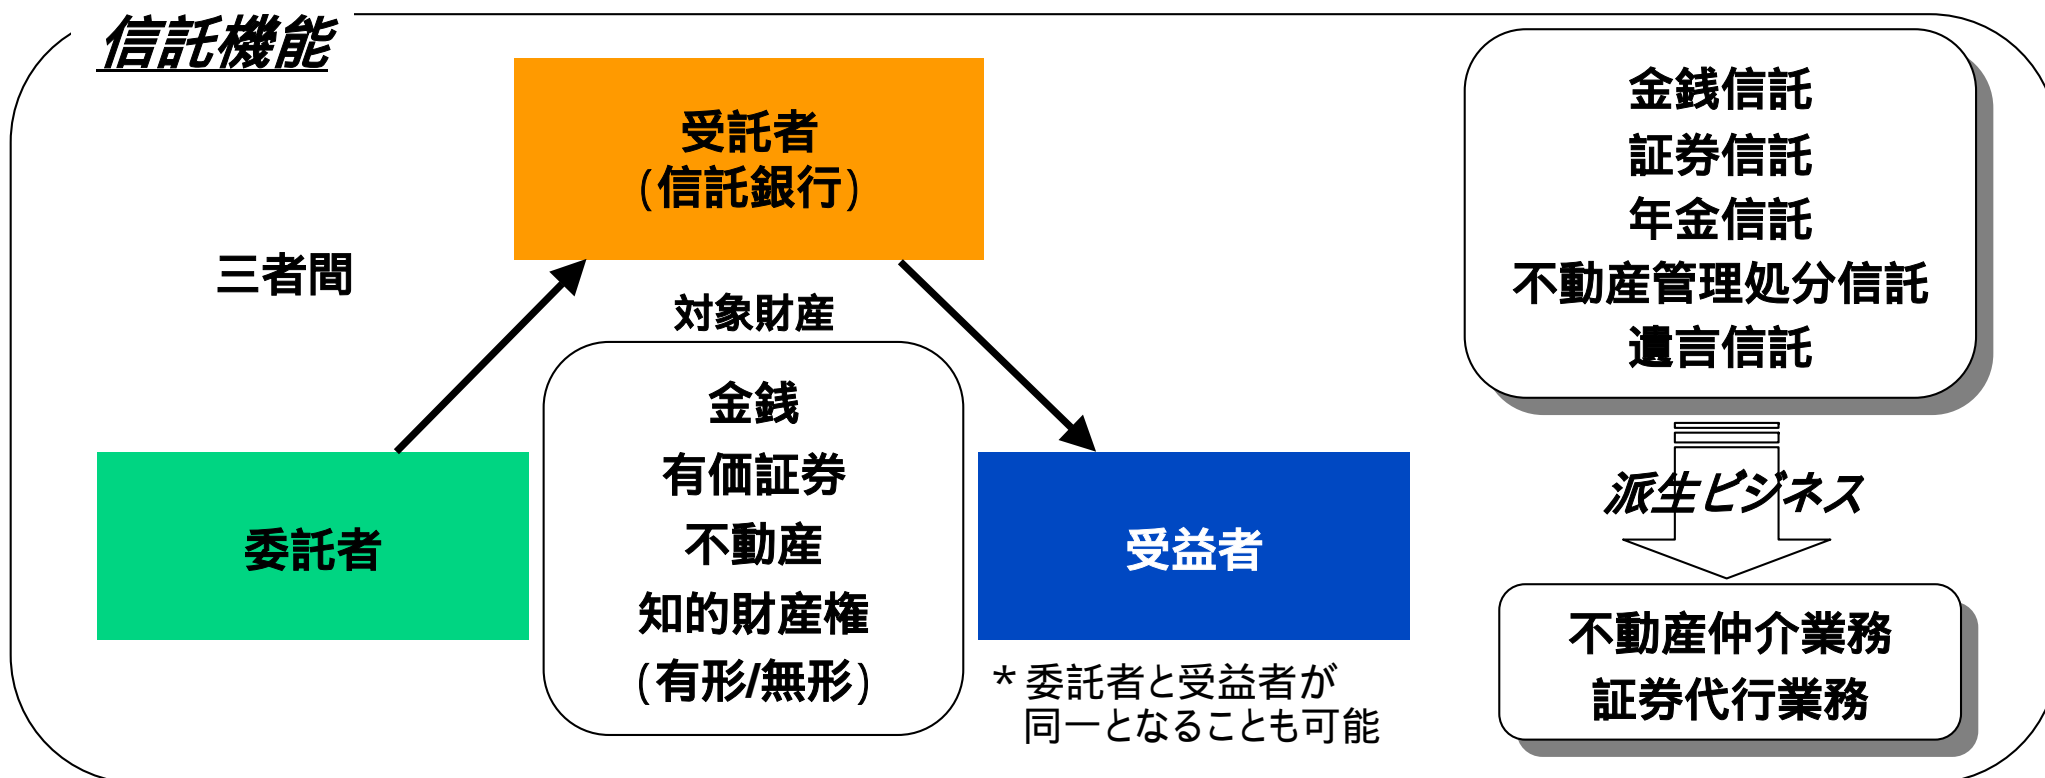 信託機能
受託者
(信託銀行)
三者間
対象財産
金銭
有価証券
不動産
知的財産権
(有形/無形)
委託者
受益者
*委託者と受益者が
同一となることも可能
金銭信託
証券信託
年金信託
不動産管理処分信託
遺言信託
派生ビジネス
不動産仲介業務
証券代行業務